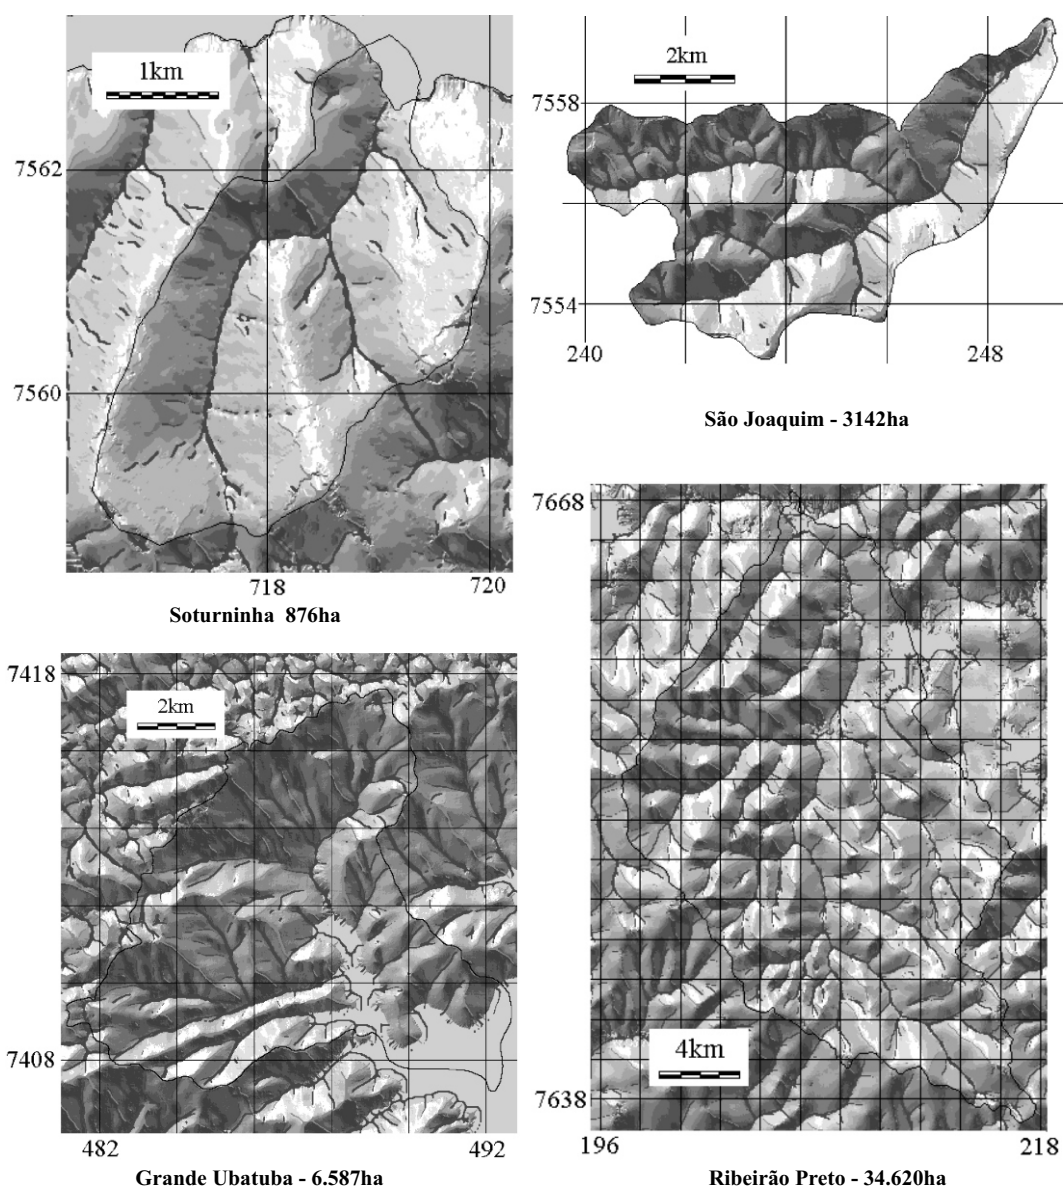 1km
7562
7560
718
720
Soturninha 876ha
2km
7558
7554
240
248
São Joaquim - 3142ha
7418
2km
7408
482
492
Grande Ubatuba - 6.587ha
7668
4km
7638
196
218
Ribeirão Preto - 34.620ha